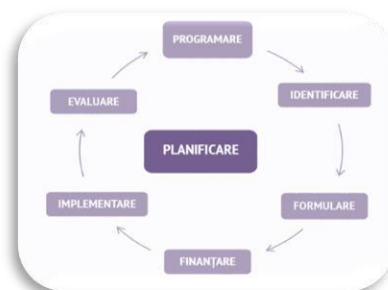 PROGRAMARE
IDENTIFICARE
FORMULARE
FINANȚARE
IMPLEMENTARE
EVALUARE
PLANIFICARE